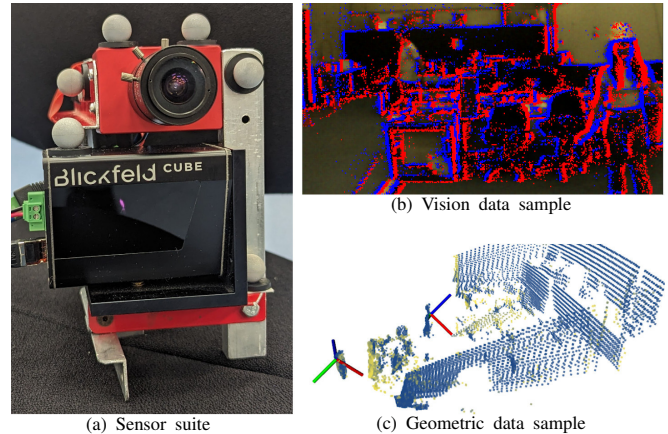 Blickfeld CUBE
(a) Sensor suite
(b) Vision data sample
(c) Geometric data sample